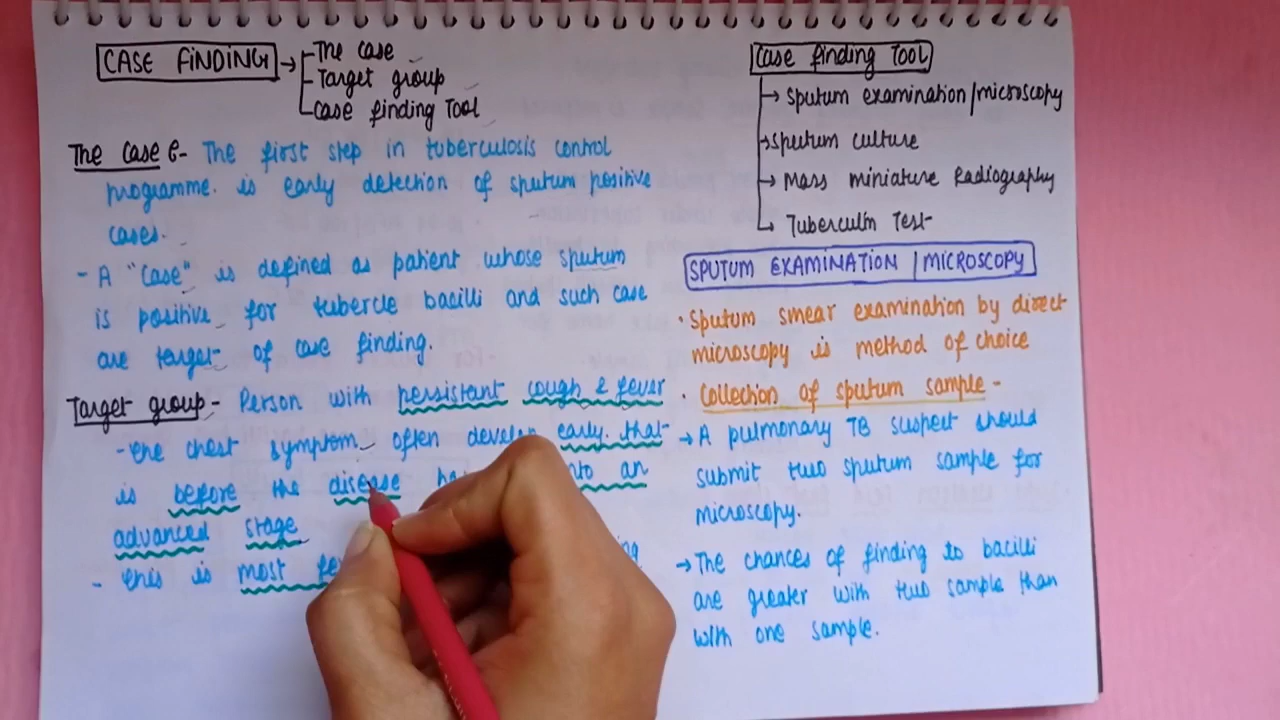 CASE FINDING → The case
Target group
Case finding Tool
The case :- The first step in tuberculosis control
programme. is early detection of sputum positive
cases.
- A "case" is defined as patient whose sputum
is positive for tubercle bacilli and such case
are target of case finding.
Target group - Person with persistant cough & fever
- The chest symptom often develop early. that
is before the disease into an
advanced stage
- This is most
Case finding Tool
→ Sputum examination/microscopy
→ Sputum culture
→ Mass miniature Radiography
→ Tuberculin Test
SPUTUM EXAMINATION / MICROSCOPY
• Sputum smear examination by direct
microscopy is method of choice
• Collection of sputum sample -
→ A pulmonary TB suspect should
submit two sputum sample for
microscopy.
→ The chances of finding to bacilli
are greater with two sample than
with one sample.